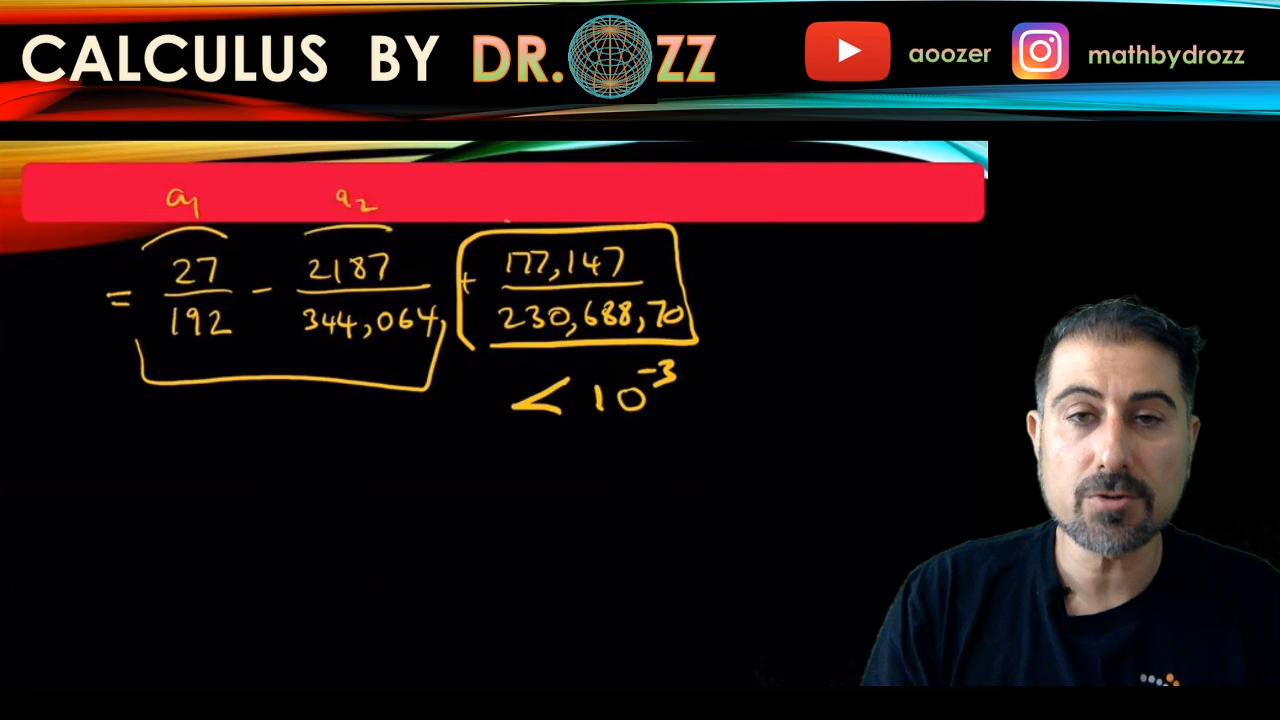 CALCULUS BY DR. OZZ
aoozer
mathbydrozz
a1 a2
= 27/192 - 2187/344,064 + 177,147/230,688,70
< 10^-3